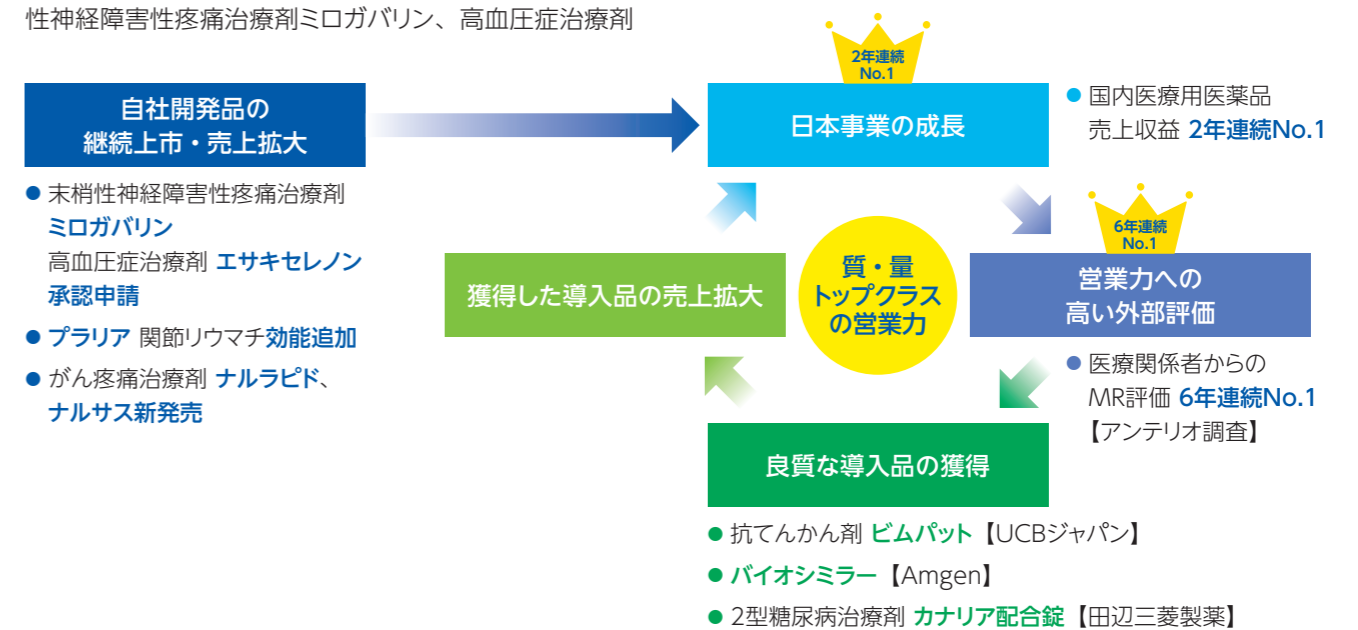 性神経障害性疼痛治療剤ミロガバリン、高血圧症治療剤
自社開発品の
継続上市・売上拡大
● 末梢性神経障害性疼痛治療剤
ミロガバリン
高血圧症治療剤 エサキセレノン
承認申請
● プラリア 関節リウマチ効能追加
● がん疼痛治療剤 ナルラピド、
ナルサス新発売
2年連続
No.1
日本事業の成長
● 国内医療用医薬品
売上収益 2年連続No.1
6年連続
No.1
営業力への
高い外部評価
● 医療関係者からの
MR評価 6年連続No.1
【アンテリオ調査】
質・量
トップクラス
の営業力
獲得した導入品の売上拡大
良質な導入品の獲得
● 抗てんかん剤 ビムパット【UCBジャパン】
● バイオシミラー【Amgen】
● 2型糖尿病治療剤 カナリア配合錠【田辺三菱製薬】